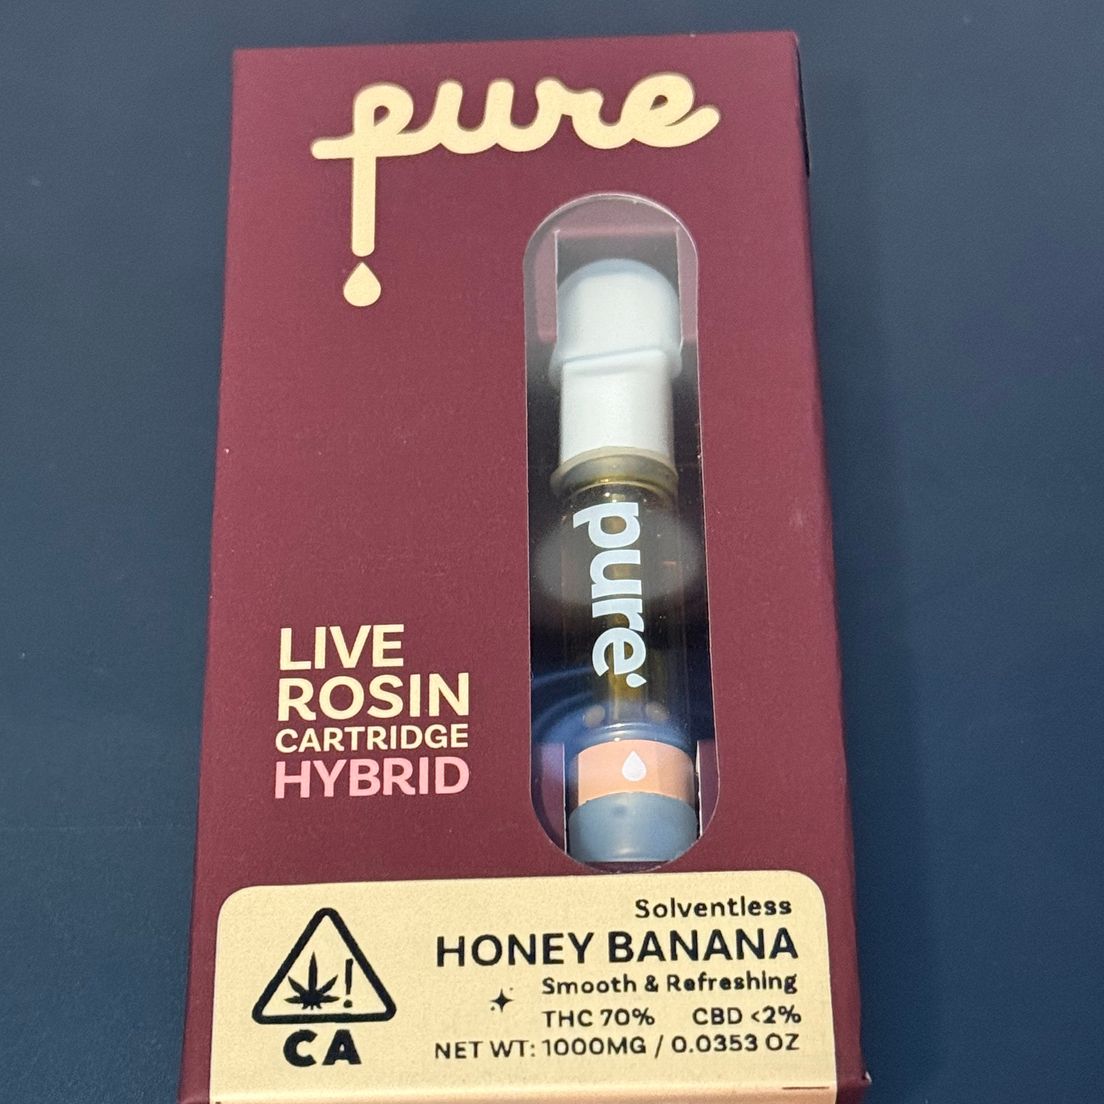 pure
pure
LIVE
ROSIN
CARTRIDGE
HYBRID
Solventless
HONEY BANANA
Smooth & Refreshing
THC 70% CBD <2%
NET WT: 1000MG / 0.0353 OZ
!
CA